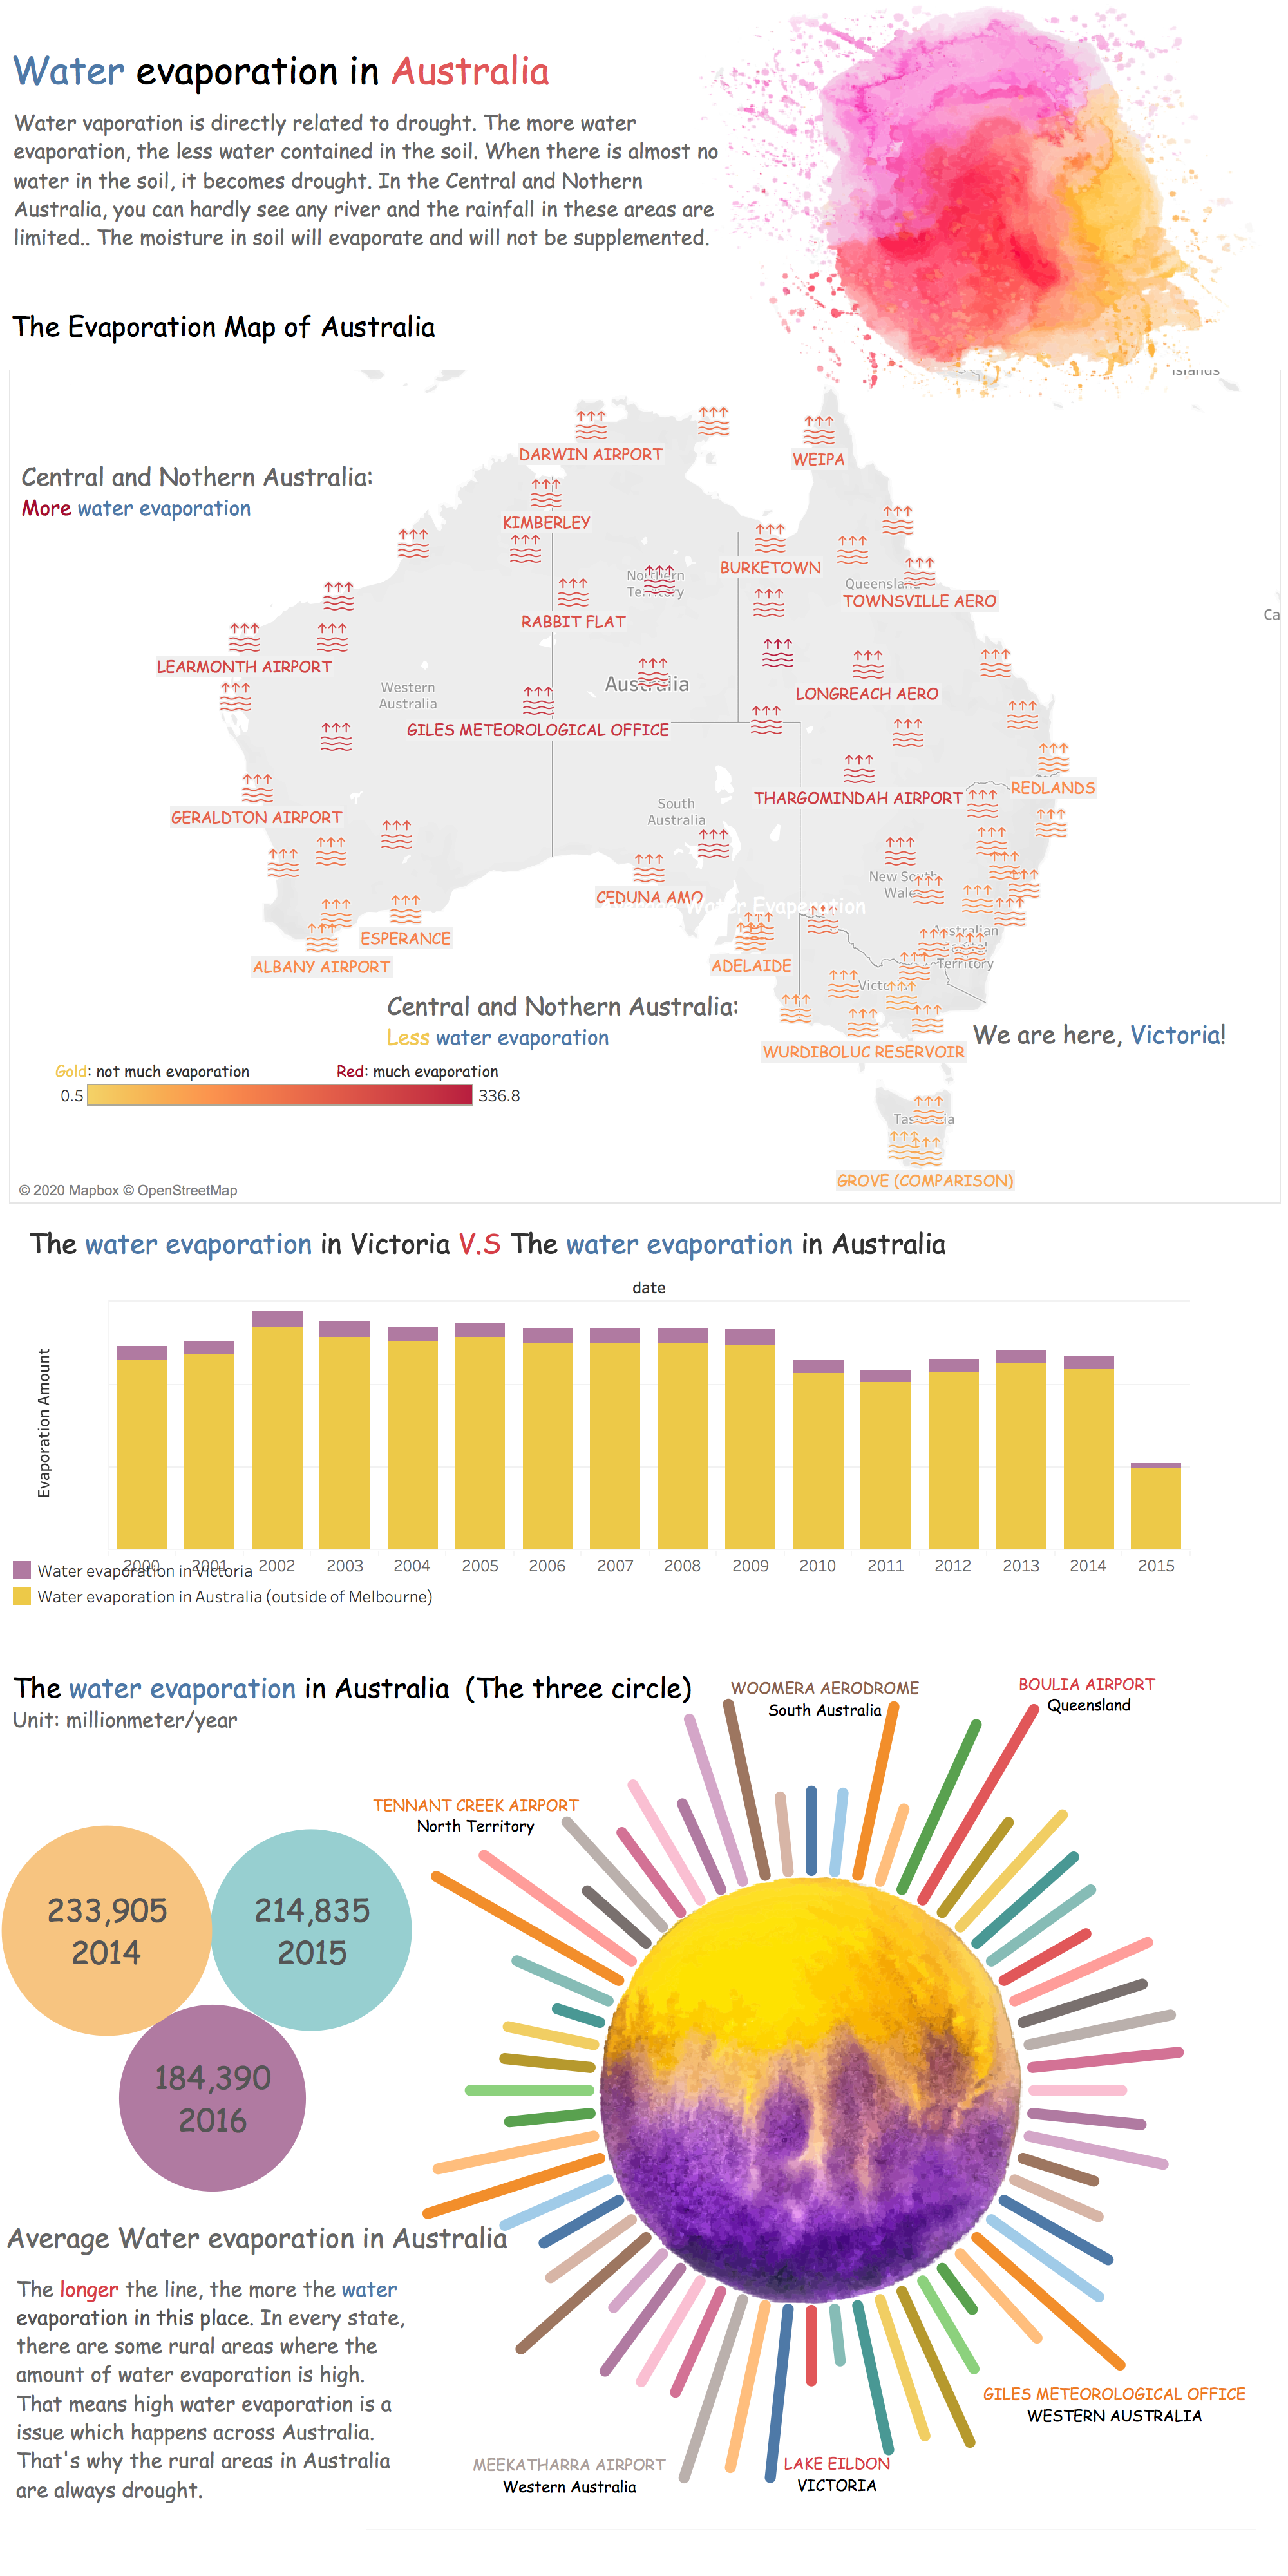 Water evaporation in Australia
Water vaporation is directly related to drought. The more water
evaporation, the less water contained in the soil. When there is almost no
water in the soil, it becomes drought. In the Central and Nothern
Australia, you can hardly see any river and the rainfall in these areas are
limited.. The moisture in soil will evaporate and will not be supplemented.
The Evaporation Map of Australia
Islands
DARWIN AIRPORT
WEIPA
Central and Nothern Australia:
More water evaporation
KIMBERLEY
BURKETOWN
Northern
Territory
Queensla
TOWNSVILLE AERO
Ca
RABBIT FLAT
LEARMONTH AIRPORT
Western
Australia
Australia
LONGREACH AERO
GILES METEOROLOGICAL OFFICE
THARGOMINDAH AIRPORT
REDLANDS
GERALDTON AIRPORT
South
Australia
New South
Wales
CEDUNA AMO
Water Evaperation
ESPERANCE
Australian
Territory
ADELAIDE
ALBANY AIRPORT
Victoria
Central and Nothern Australia:
Less water evaporation
We are here, Victoria!
WURDIBOLUC RESERVOIR
Gold: not much evaporation
Red: much evaporation
0.5
336.8
Tasmania
GROVE (COMPARISON)
© 2020 Mapbox © OpenStreetMap
The water evaporation in Victoria V.S The water evaporation in Australia
date
Evaporation Amount
2000 2001 2002 2003 2004 2005 2006 2007 2008 2009 2010 2011 2012 2013 2014 2015
Water evaporation in Victoria
Water evaporation in Australia (outside of Melbourne)
The water evaporation in Australia (The three circle)
Unit: millionmeter/year
WOOMERA AERODROME
South Australia
BOULIA AIRPORT
Queensland
TENNANT CREEK AIRPORT
North Territory
233,905
2014
214,835
2015
184,390
2016
Average Water evaporation in Australia
The longer the line, the more the water
evaporation in this place. In every state,
there are some rural areas where the
amount of water evaporation is high.
That means high water evaporation is a
issue which happens across Australia.
That's why the rural areas in Australia
are always drought.
GILES METEOROLOGICAL OFFICE
WESTERN AUSTRALIA
MEEKATHARRA AIRPORT
Western Australia
LAKE EILDON
VICTORIA